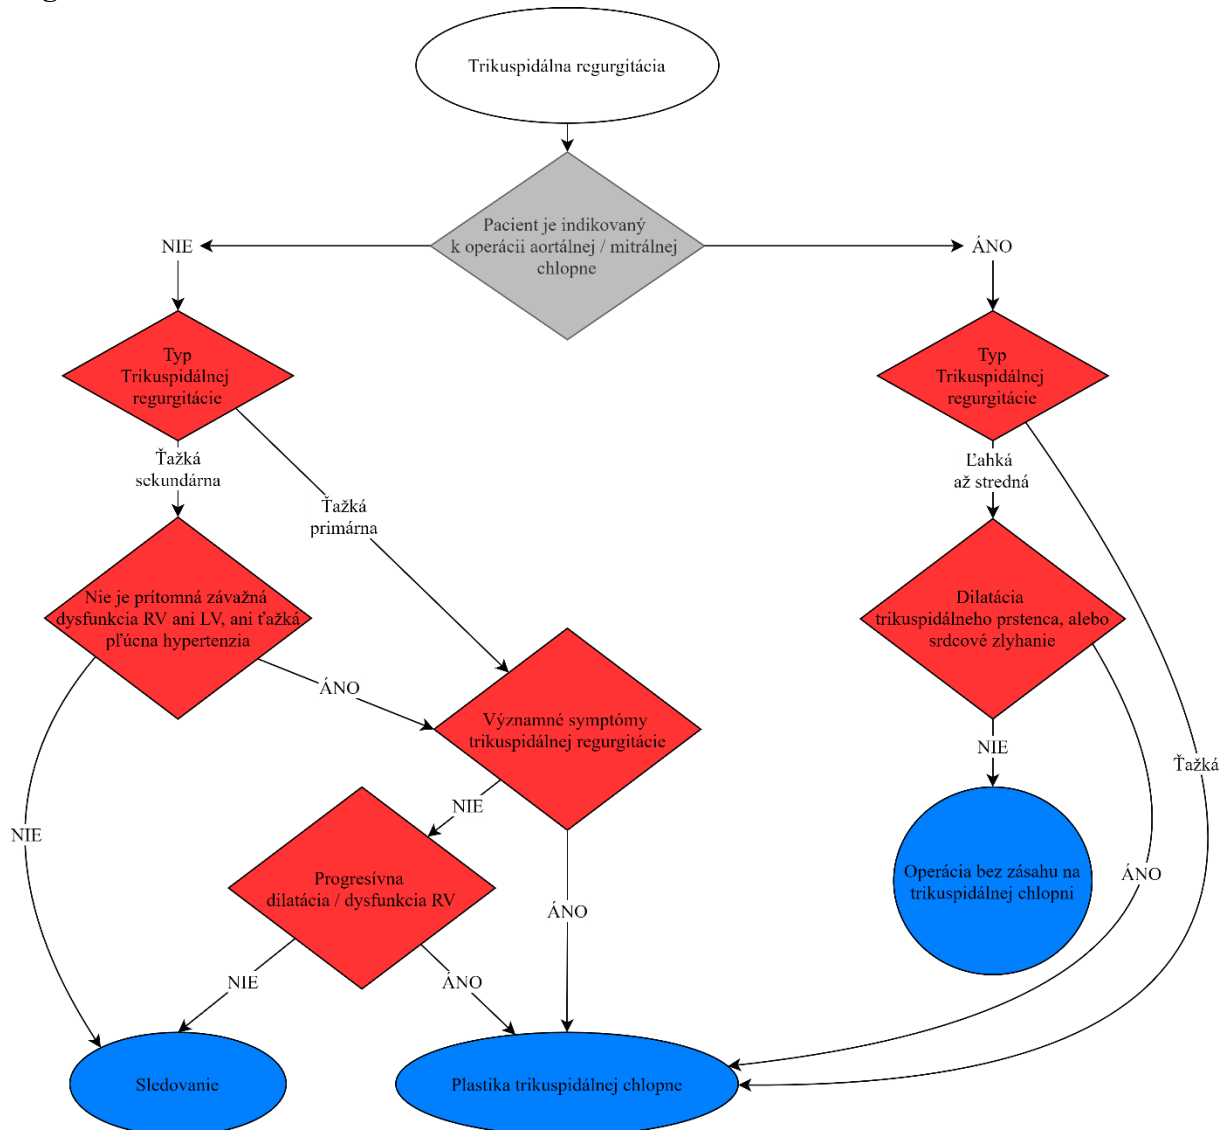 Trikuspidálna regurgitácia
Pacient je indikovaný
k operácii aortálnej / mitrálnej
chlopne
NIE
ÁNO
Typ
Trikuspidálnej
regurgitácie
Typ
Trikuspidálnej
regurgitácie
Ťažká
sekundárna
Ťažká
primárna
Ľahká
až stredná
Nie je prítomná závažná
dysfunkcia RV ani LV, ani ťažká
pľúcna hypertenzia
Dilatácia
trikuspidálneho prstenca, alebo
srdcové zlyhanie
ÁNO
Významné symptómy
trikuspidálnej regurgitácie
NIE
Ťažká
NIE
NIE
Progresívna
dilatácia / dysfunkcia RV
Operácia bez zásahu na
trikuspidálnej chlopni
ÁNO
ÁNO
NIE
ÁNO
Sledovanie
Plastika trikuspidálnej chlopne